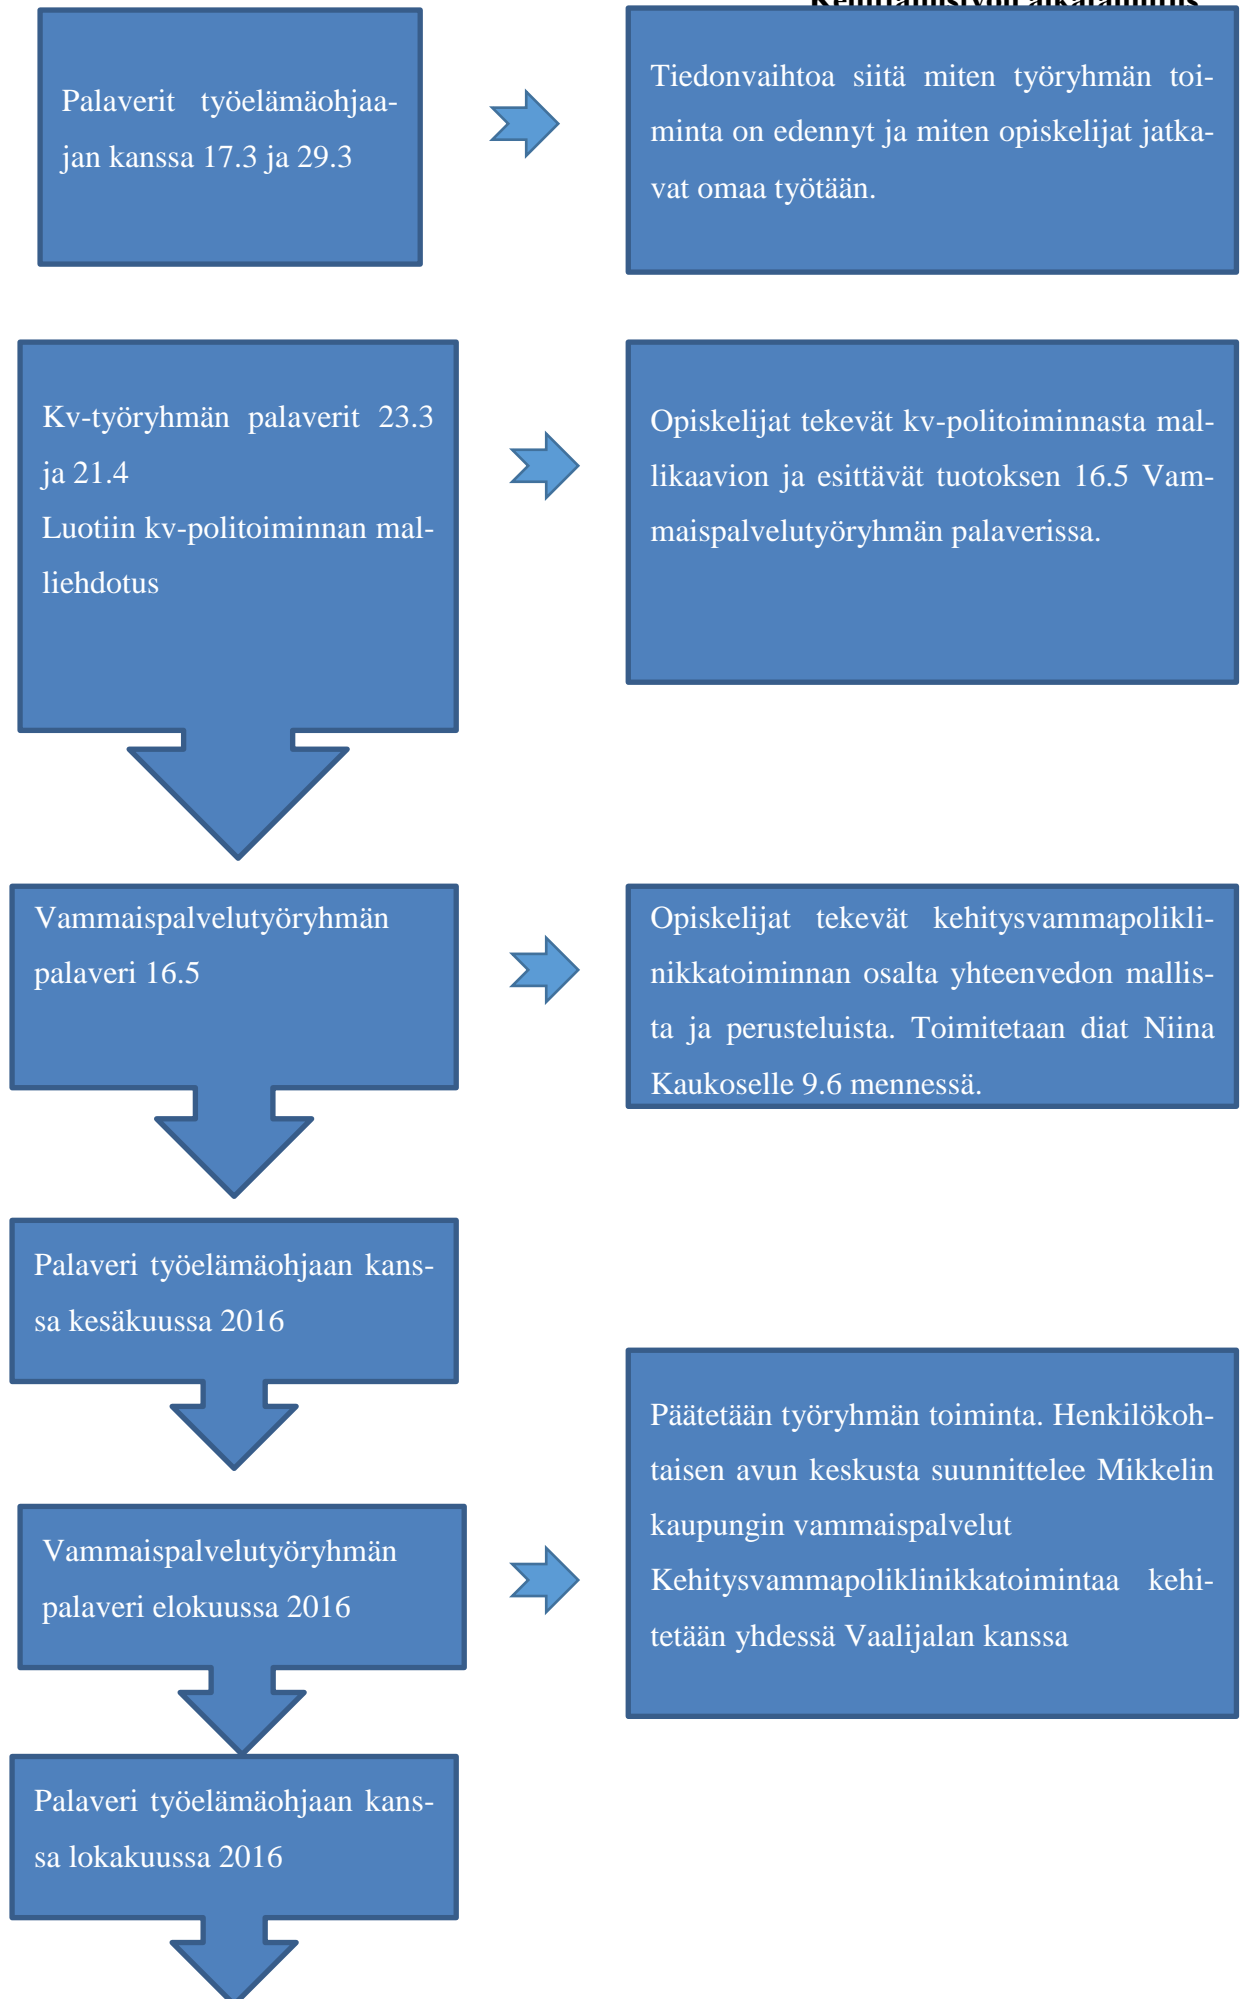 Palaverit työelämäohjaa-
jan kanssa 17.3 ja 29.3
Tiedonvaihtoa siitä miten työryhmän toi-
minta on edennyt ja miten opiskelijat jatka-
vat omaa työtään.
Kv-työryhmän palaverit 23.3
ja 21.4
Luotiin kv-politoiminnan mal-
liehdotus
Opiskelijat tekevät kv-politoiminnasta mal-
likaavion ja esittävät tuotoksen 16.5 Vam-
maispalvelutyöryhmän palaverissa.
Vammaispalvelutyöryhmän
palaveri 16.5
Opiskelijat tekevät kehitysvammapolikli-
nikkatoiminnan osalta yhteenvedon mallis-
ta ja perusteluista. Toimitetaan diat Niina
Kaukoselle 9.6 mennessä.
Palaveri työelämäohjaan kans-
sa kesäkuussa 2016
Vammaispalvelutyöryhmän
palaveri elokuussa 2016
Päätetään työryhmän toiminta. Henkilökoh-
taisen avun keskusta suunnittelee Mikkelin
kaupungin vammaispalvelut
Kehitysvammapoliklinikkatoimintaa kehi-
tetään yhdessä Vaalijalan kanssa
Palaveri työelämäohjaan kans-
sa lokakuussa 2016